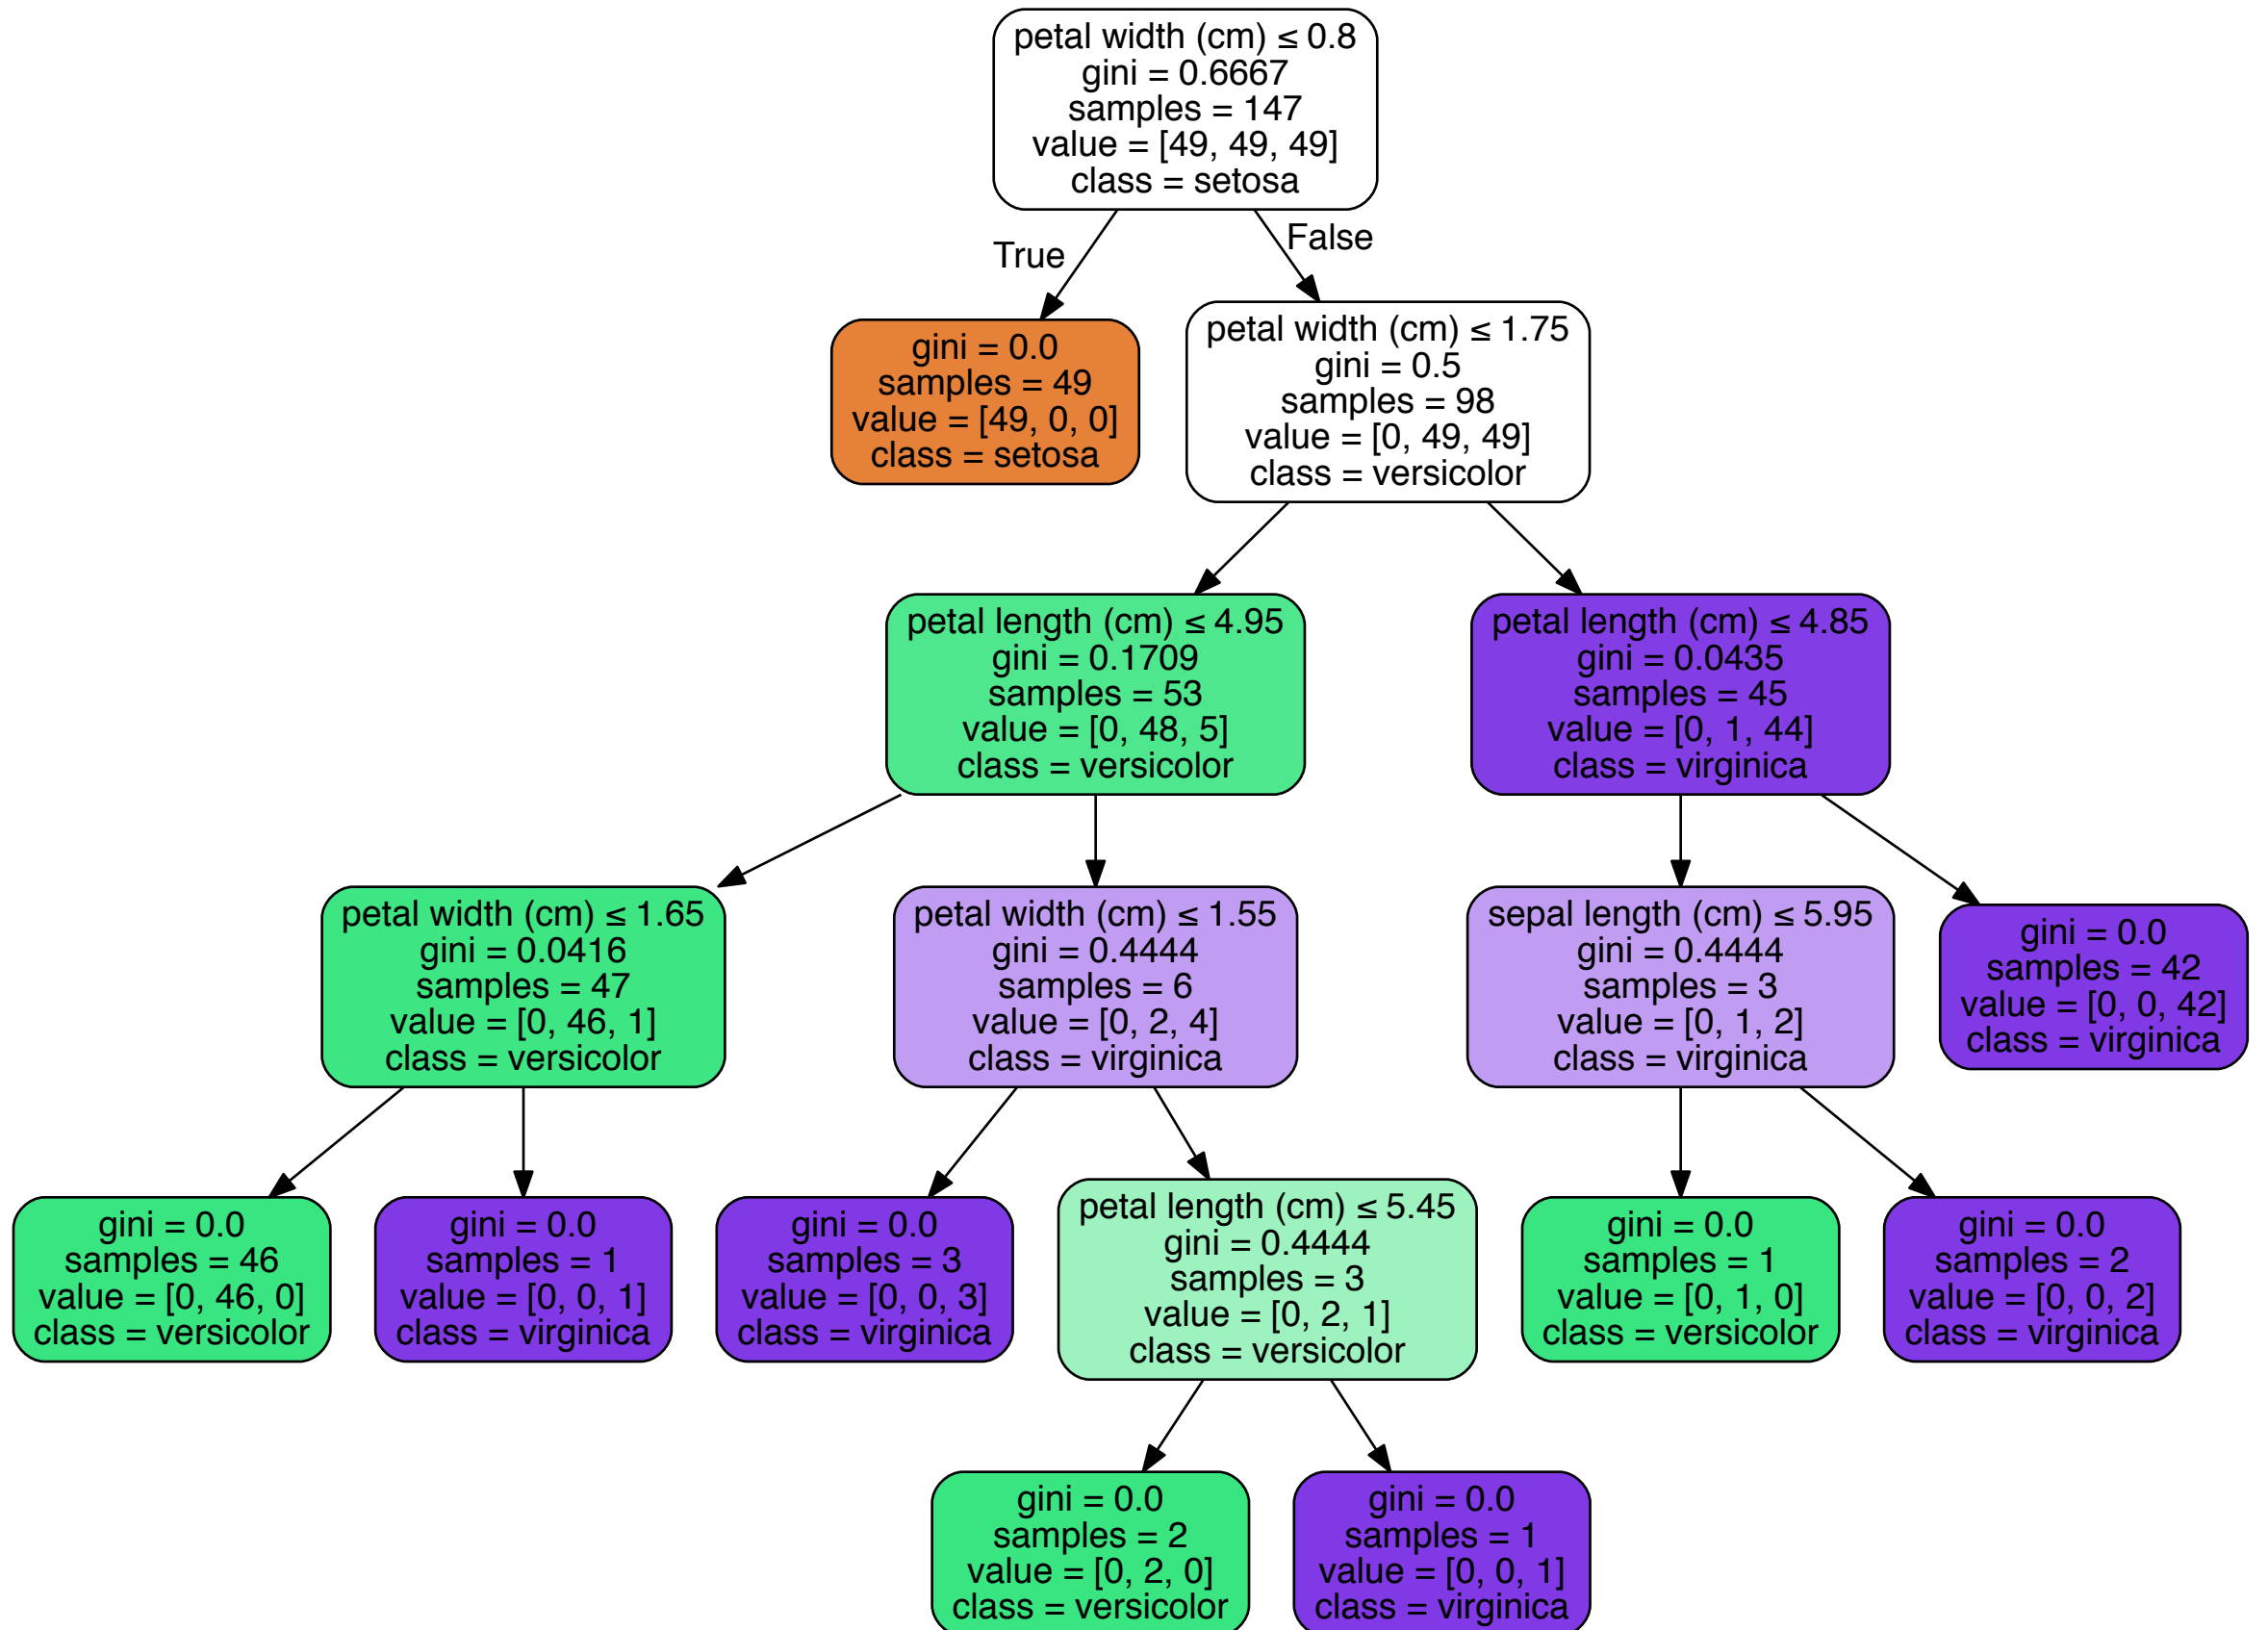 petal width (cm) ≤ 0.8
gini = 0.6667
samples = 147
value = [49, 49, 49]
class = setosa
True
False
gini = 0.0
samples = 49
value = [49, 0, 0]
class = setosa
petal width (cm) ≤ 1.75
gini = 0.5
samples = 98
value = [0, 49, 49]
class = versicolor
petal length (cm) ≤ 4.95
gini = 0.1709
samples = 53
value = [0, 48, 5]
class = versicolor
petal length (cm) ≤ 4.85
gini = 0.0435
samples = 45
value = [0, 1, 44]
class = virginica
petal width (cm) ≤ 1.65
gini = 0.0416
samples = 47
value = [0, 46, 1]
class = versicolor
petal width (cm) ≤ 1.55
gini = 0.4444
samples = 6
value = [0, 2, 4]
class = virginica
sepal length (cm) ≤ 5.95
gini = 0.4444
samples = 3
value = [0, 1, 2]
class = virginica
gini = 0.0
samples = 42
value = [0, 0, 42]
class = virginica
gini = 0.0
samples = 46
value = [0, 46, 0]
class = versicolor
gini = 0.0
samples = 1
value = [0, 0, 1]
class = virginica
gini = 0.0
samples = 3
value = [0, 0, 3]
class = virginica
petal length (cm) ≤ 5.45
gini = 0.4444
samples = 3
value = [0, 2, 1]
class = versicolor
gini = 0.0
samples = 1
value = [0, 1, 0]
class = versicolor
gini = 0.0
samples = 2
value = [0, 0, 2]
class = virginica
gini = 0.0
samples = 2
value = [0, 2, 0]
class = versicolor
gini = 0.0
samples = 1
value = [0, 0, 1]
class = virginica